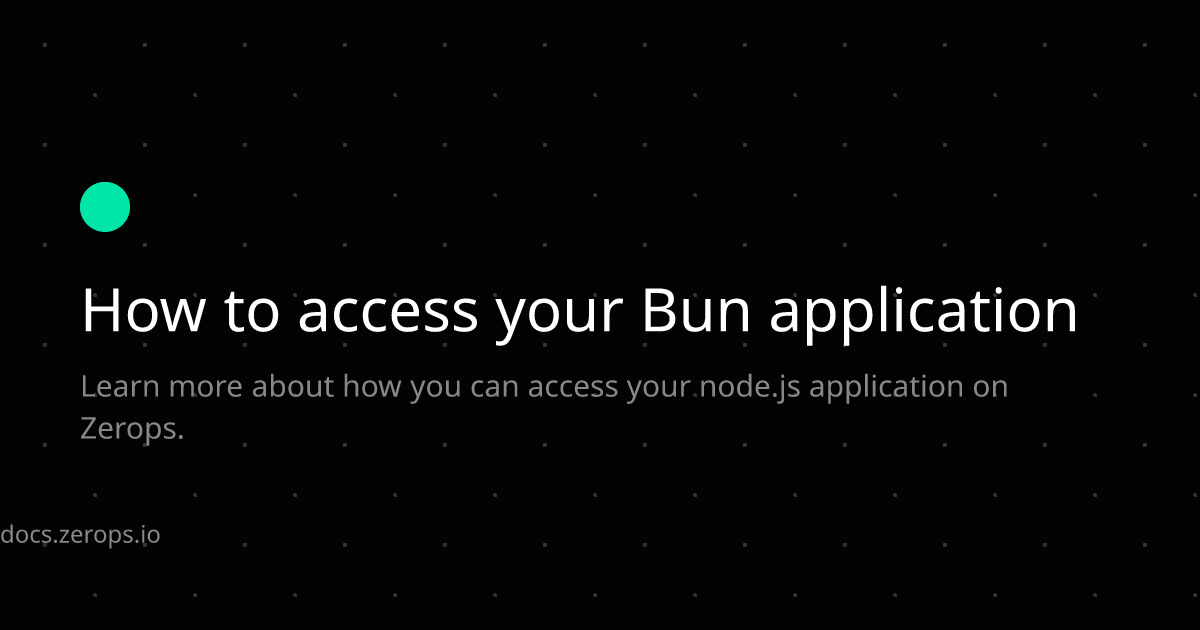 How to access your Bun application
Learn more about how you can access your node.js application on
Zerops.
docs.zerops.io